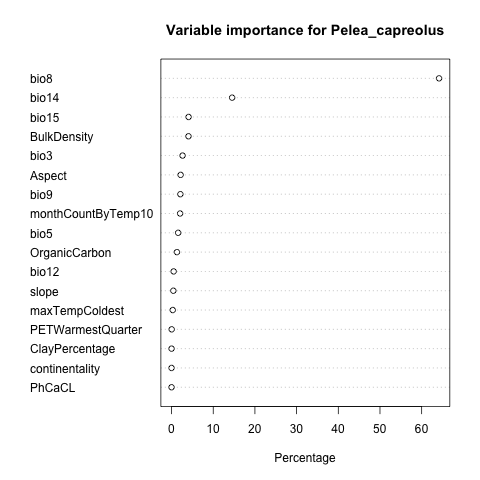 Variable importance for Pelea_capreolus
bio8
bio14
bio15
BulkDensity
bio3
Aspect
bio9
monthCountByTemp10
bio5
OrganicCarbon
bio12
slope
maxTempColdest
PETWarmestQuarter
ClayPercentage
continentality
PhCaCL
0 10 20 30 40 50 60
Percentage